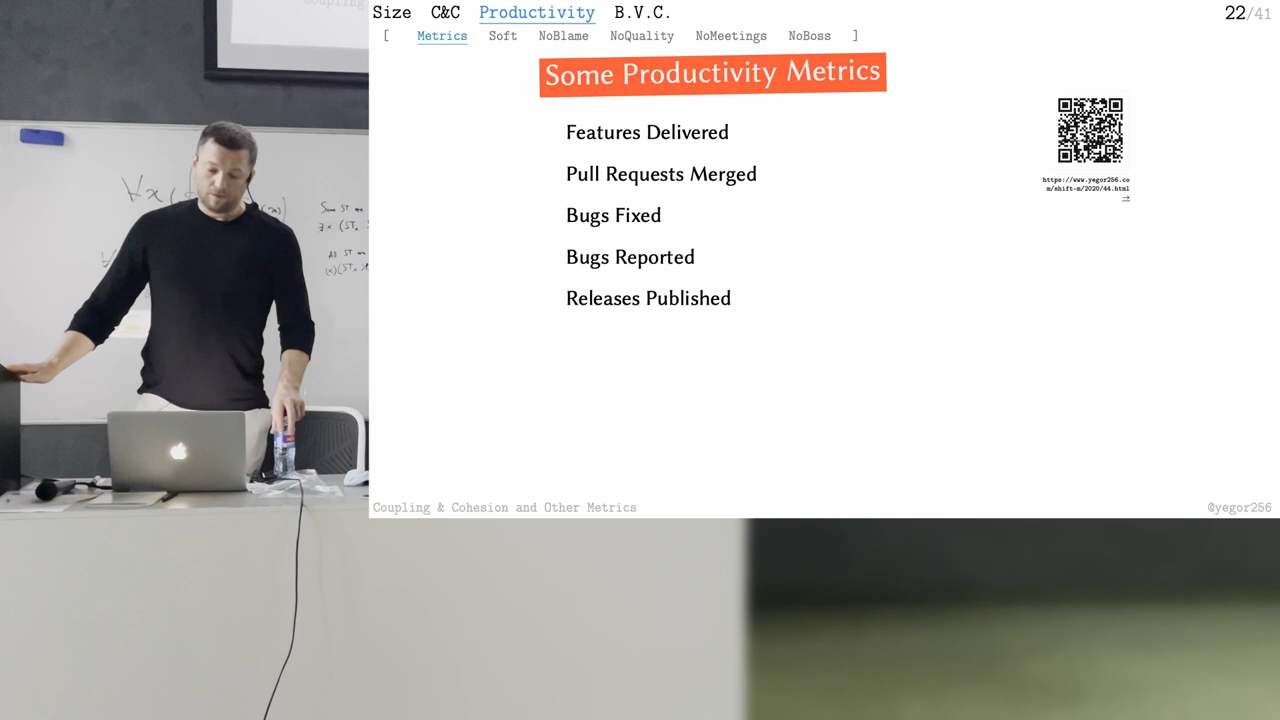 Size C&C Productivity B.V.C.
22/41
[ Metrics Soft NoBlame NoQuality NoMeetings NoBoss ]
Some Productivity Metrics
Features Delivered
Pull Requests Merged
Bugs Fixed
Bugs Reported
Releases Published
https://www.yegor256.co
m/shift-m/2020/44.html
→
Coupling & Cohesion and Other Metrics
@yegor256